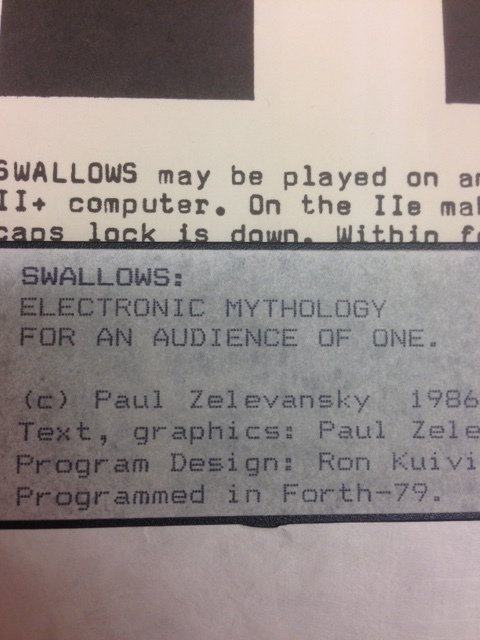 SWALLOWS may be played on an
II+ computer. On the IIe mak
caps lock is down. Within fe
SWALLOWS:
ELECTRONIC MYTHOLOGY
FOR AN AUDIENCE OF ONE.
(c) Paul Zelevansky 1986
Text, graphics: Paul Zele
Program Design: Ron Kuivi
Programmed in Forth-79.